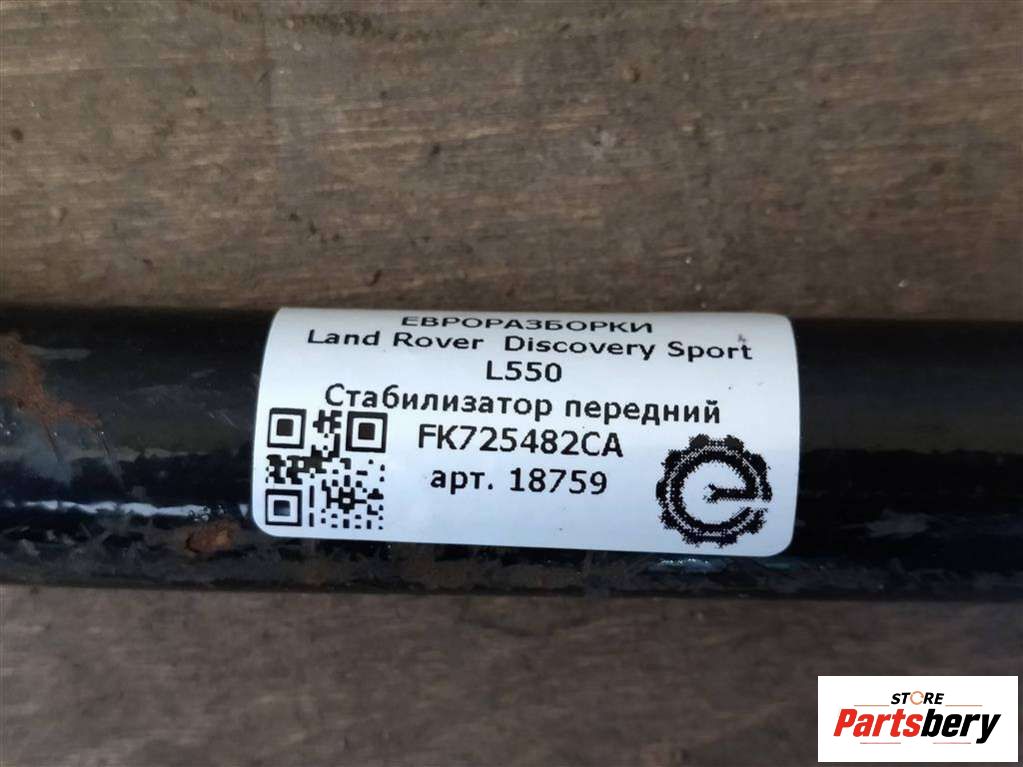 ЕВРОРАЗБОРКИ
Land Rover Discovery Sport
L550
Стабилизатор передний
FK725482CA
арт. 18759
STORE
Partsbery